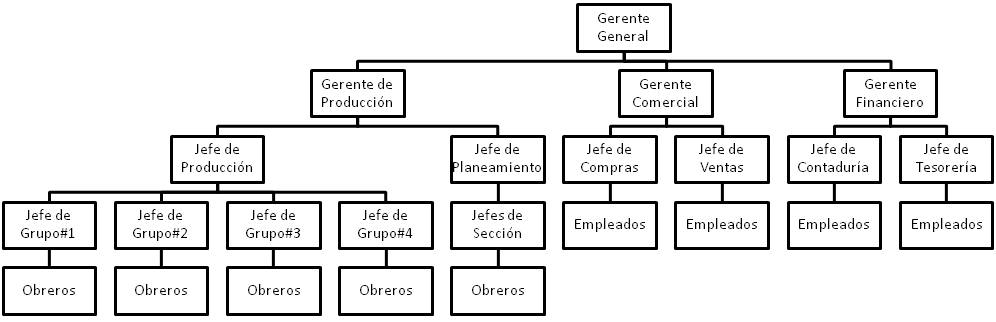 Gerente
General
Gerente de
Producción
Gerente
Comercial
Gerente
Financiero
Jefe de
Producción
Jefe de
Planeamiento
Jefe de
Compras
Jefe de
Ventas
Jefe de
Contaduría
Jefe de
Tesorería
Jefe de
Grupo#1
Jefe de
Grupo#2
Jefe de
Grupo#3
Jefe de
Grupo#4
Jefes de
Sección
Empleados
Empleados
Empleados
Empleados
Obreros
Obreros
Obreros
Obreros
Obreros